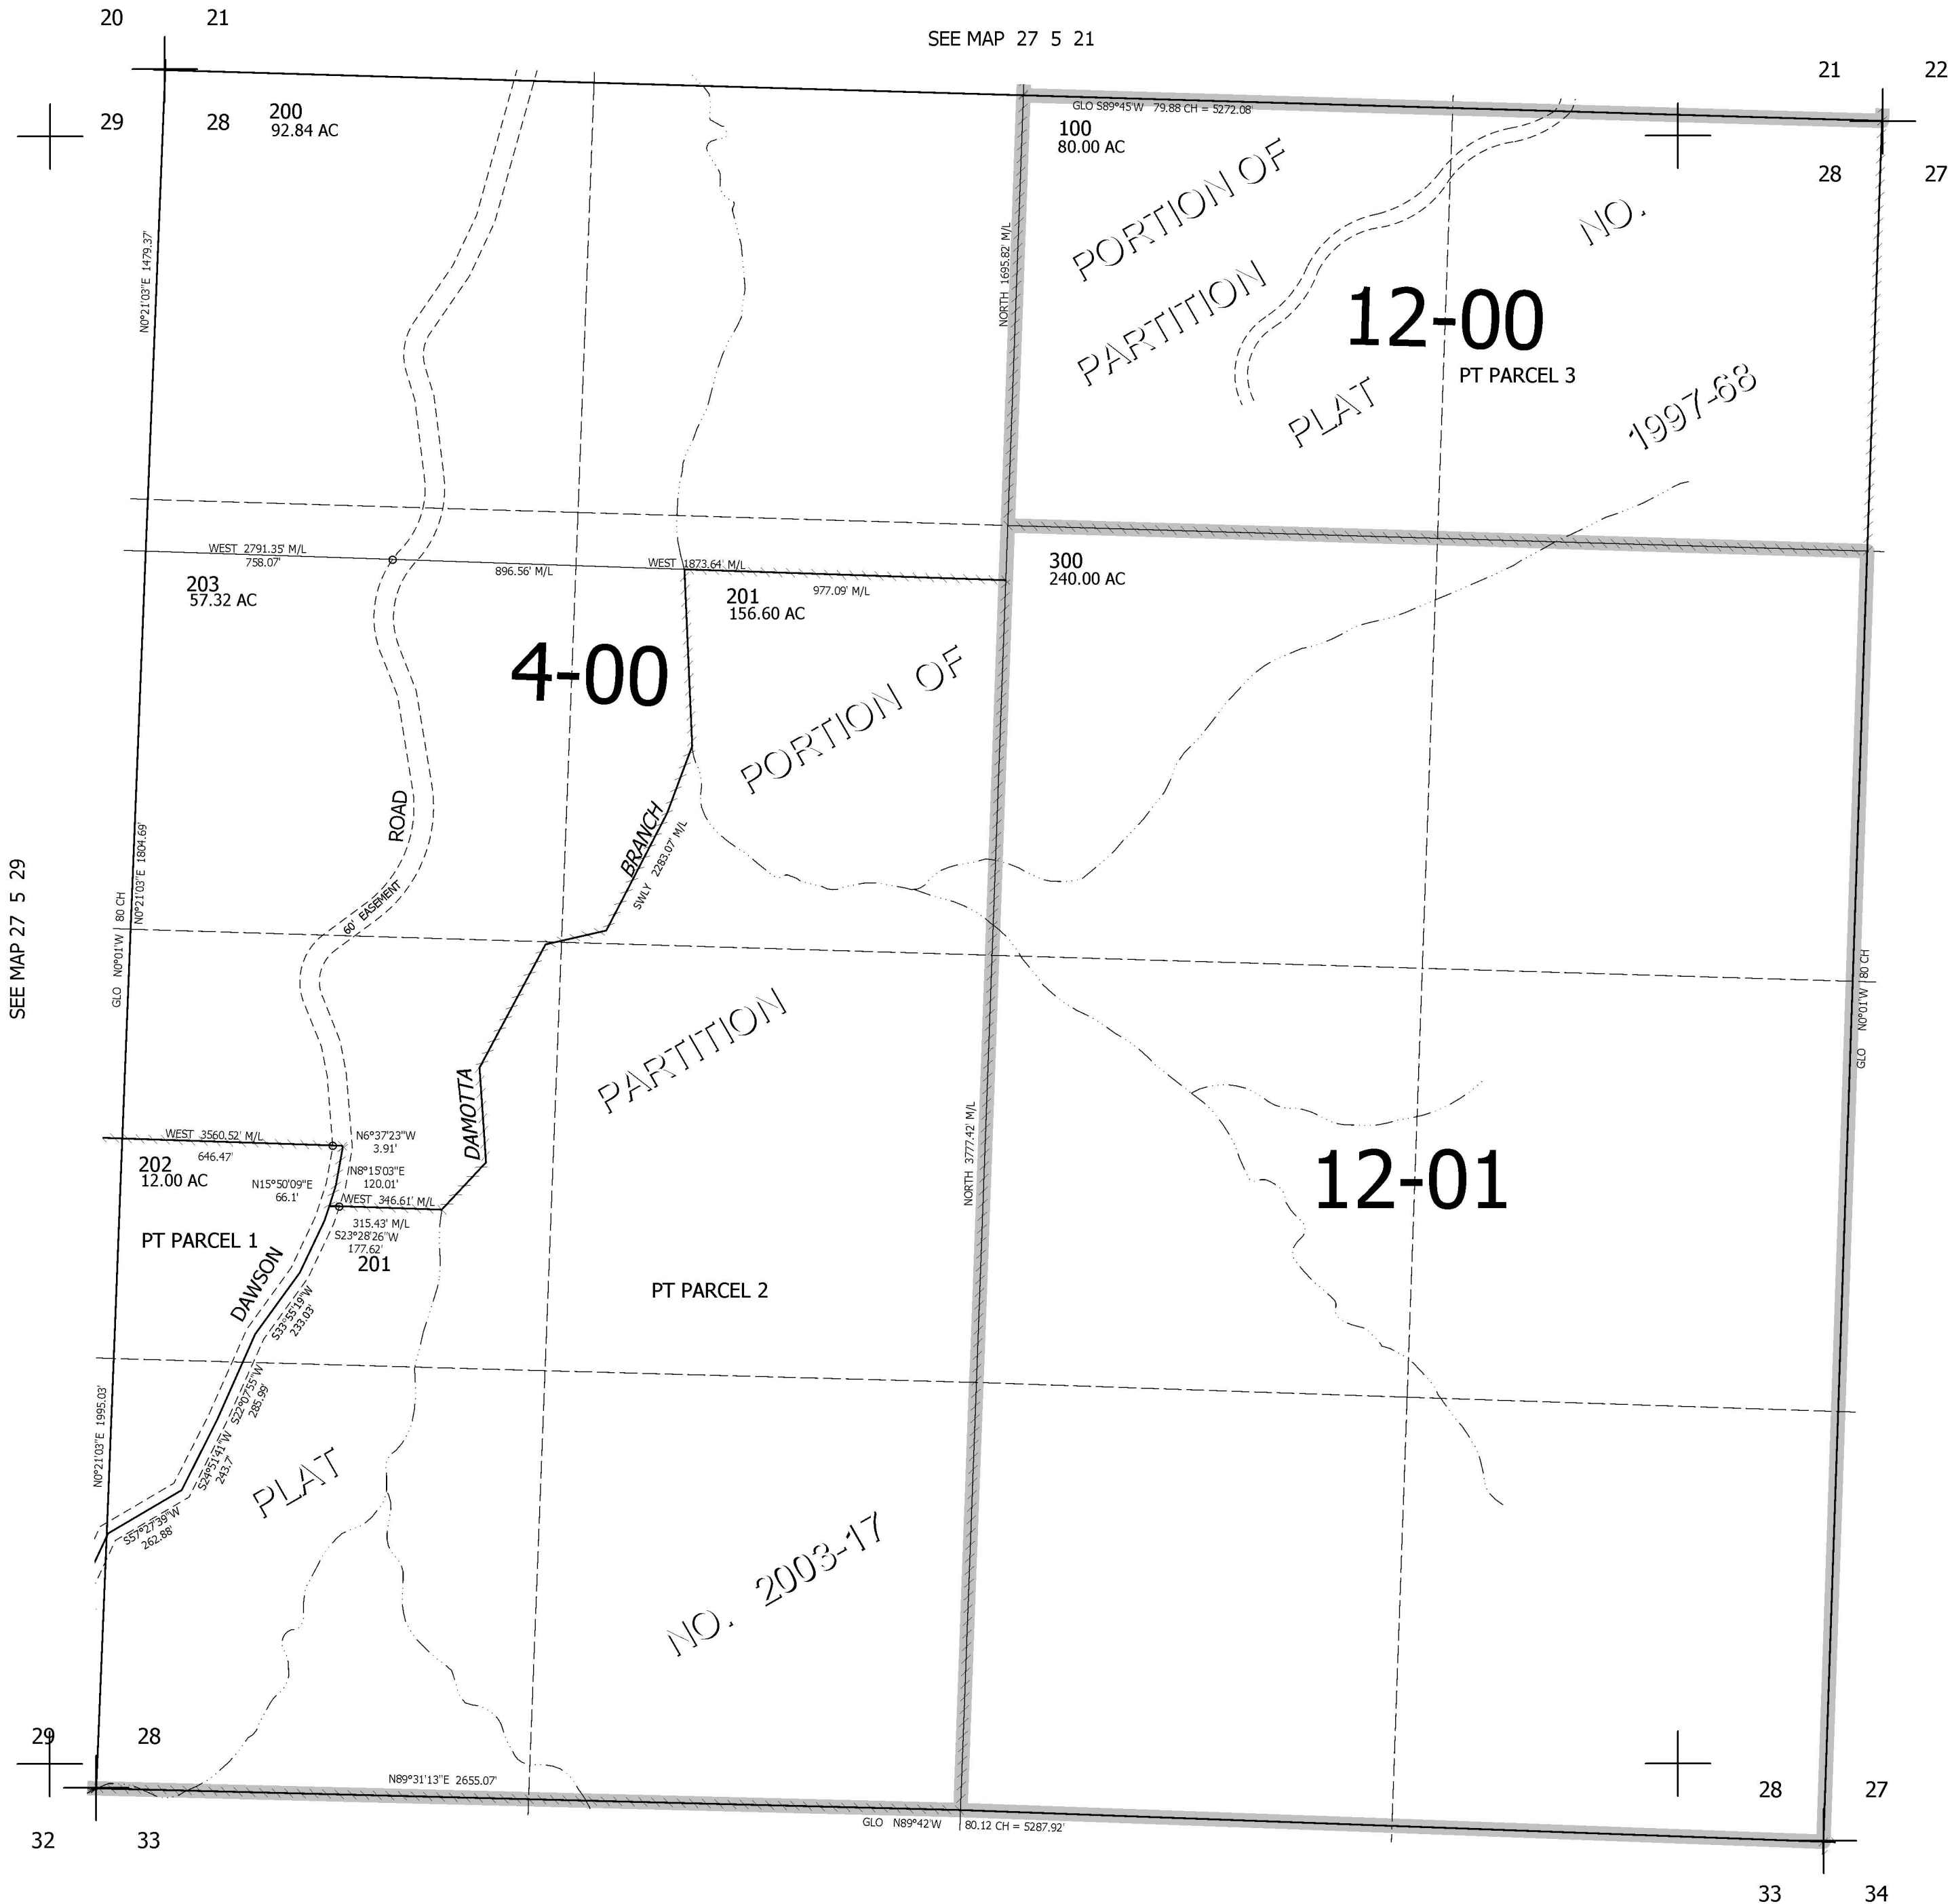 20 21
SEE MAP 27 5 21
21 22
29 28
200
92.84 AC
GLO S89°45'W 79.88 CH = 5272.08'
100
80.00 AC
28 27
PORTION OF
NO.
N0°21'03"E 1479.37'
NORTH 1695.82' M/L
PARTITION
12-00
PT PARCEL 3
PLAT
1997-68
WEST 2791.35' M/L
758.07'
896.56' M/L
WEST 1873.64' M/L
977.09' M/L
203
57.32 AC
201
156.60 AC
300
240.00 AC
4-00
PORTION OF
ROAD
BRANCH
SWLY 2283.07' M/L
N0°21'03"E 1804.69'
60' EASEMENT
SEE MAP 27 5 29
GLO N0°01'W 80 CH
GLO N0°01'W 80 CH
PARTITION
DAMOTTA
WEST 3560.52' M/L
646.47'
N6°37'23"W
3.91'
202
12.00 AC
N8°15'03"E
120.01'
N15°50'09"E
66.1'
WEST 346.61' M/L
315.43' M/L
S23°28'26"W
177.62'
201
NORTH 3777.42' M/L
12-01
PT PARCEL 1
DAWSON
PT PARCEL 2
S33°55'19"W
233.03'
S22°07'55"W
285.99'
S24°51'41"W
243.7'
N0°21'03"E 1995.03'
PLAT
S57°27'39"W
262.88'
NO. 2003-17
29 28
N89°31'13"E 2655.07'
28 27
GLO N89°42'W 80.12 CH = 5287.92'
32 33
33 34